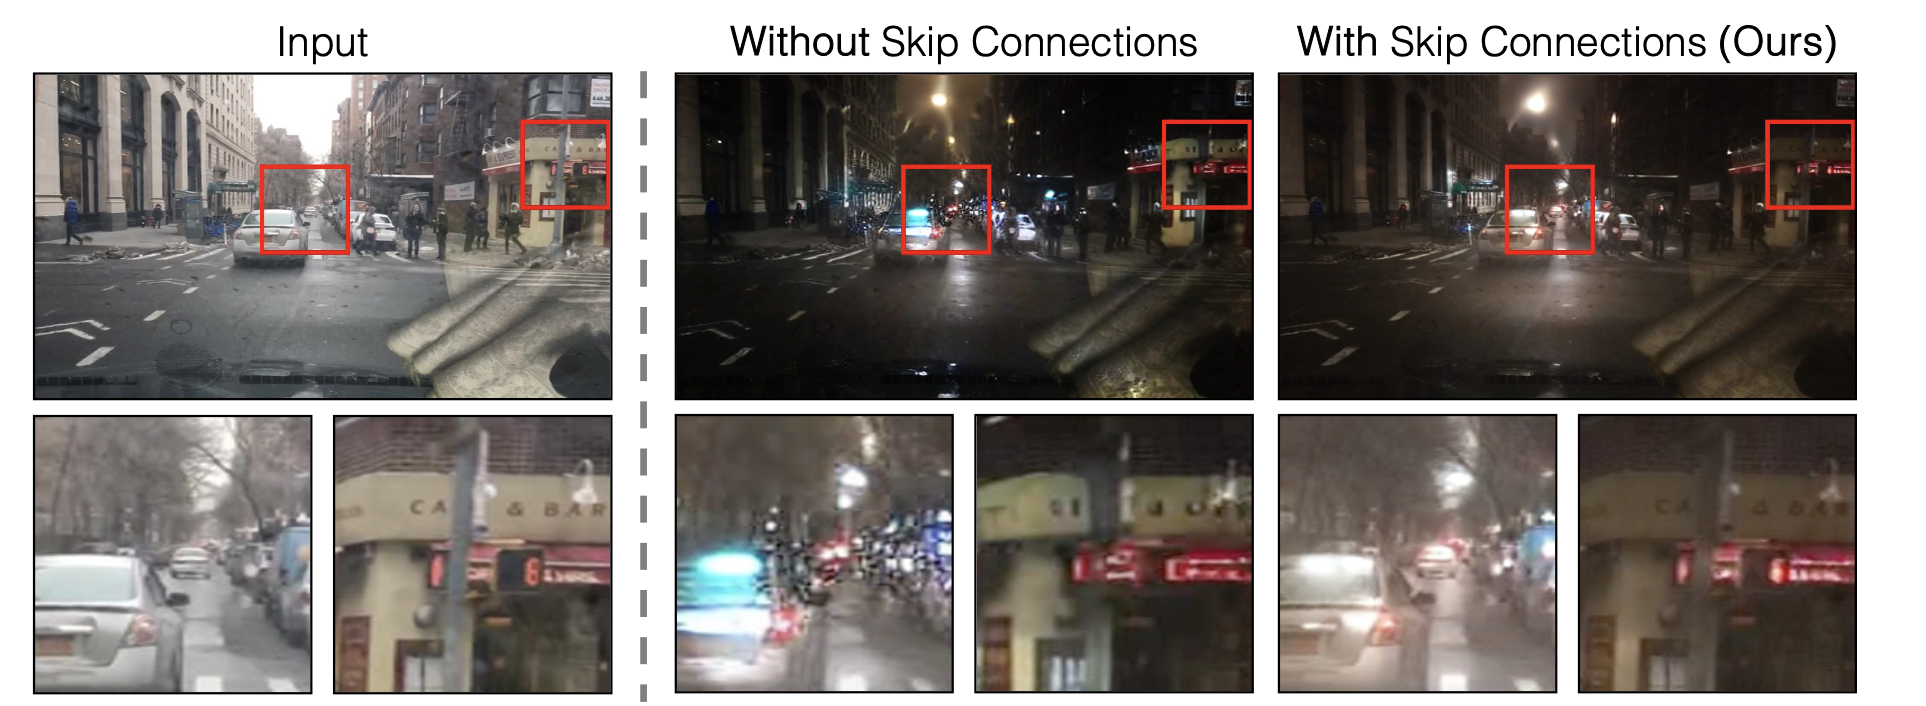 Input
Without Skip Connections
With Skip Connections (Ours)
CA & BAR